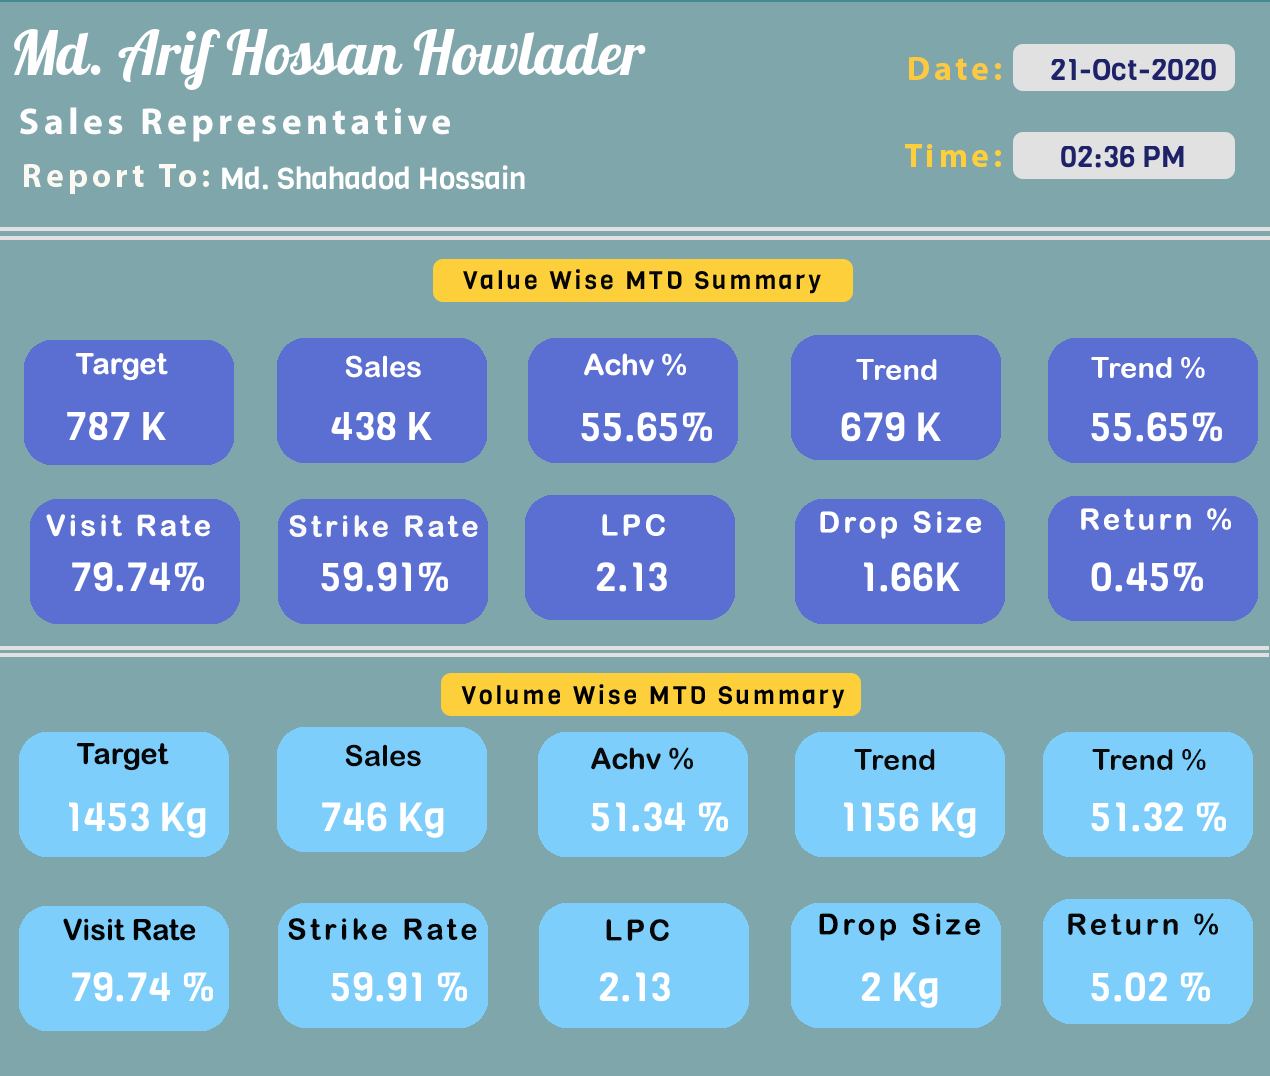 Md. Arif Hossan Howlader
Date: 21-Oct-2020
Sales Representative
Time: 02:36 PM
Report To: Md. Shahadod Hossain
Value Wise MTD Summary
Target Sales Achv % Trend Trend %
787 K 438 K 55.65% 679 K 55.65%
Visit Rate Strike Rate LPC Drop Size Return %
79.74% 59.91% 2.13 1.66K 0.45%
Volume Wise MTD Summary
Target Sales Achv % Trend Trend %
1453 Kg 746 Kg 51.34 % 1156 Kg 51.32 %
Visit Rate Strike Rate LPC Drop Size Return %
79.74 % 59.91 % 2.13 2 Kg 5.02 %